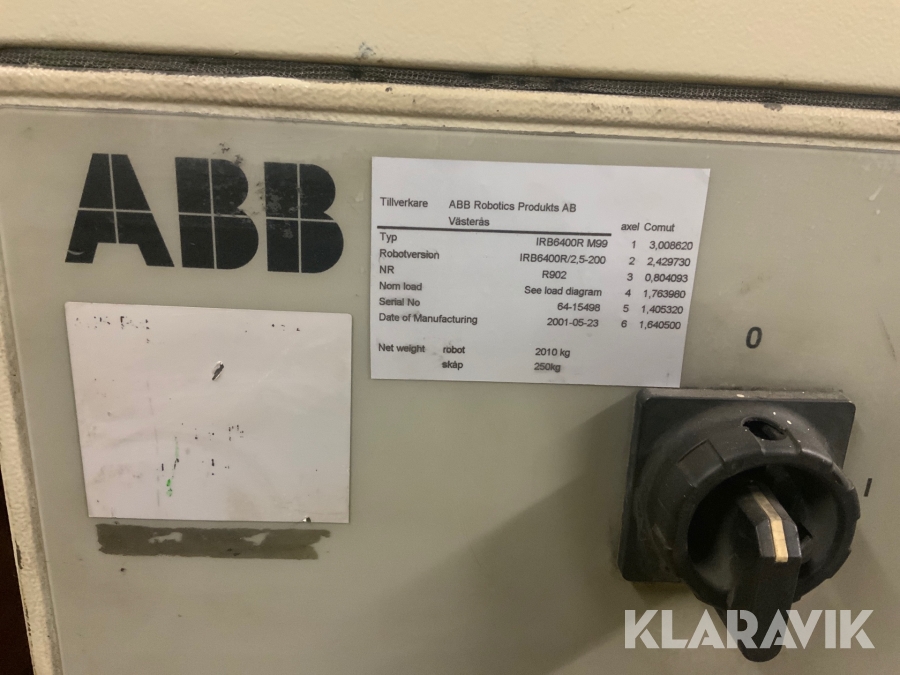 ABB
Tillverkare ABB Robotics Produkts AB
Västerås
Typ IRB6400R M99
Robotversion IRB6400R/2,5-200
NR R902
Nom load See load diagram
Serial No 64-15498
Date of Manufacturing 2001-05-23
Net weight robot 2010 kg
skåp 250kg
axel Comut
1 3,008620
2 2,429730
3 0,804093
4 1,763980
5 1,405320
6 1,640500
0
I
KLARAVIK